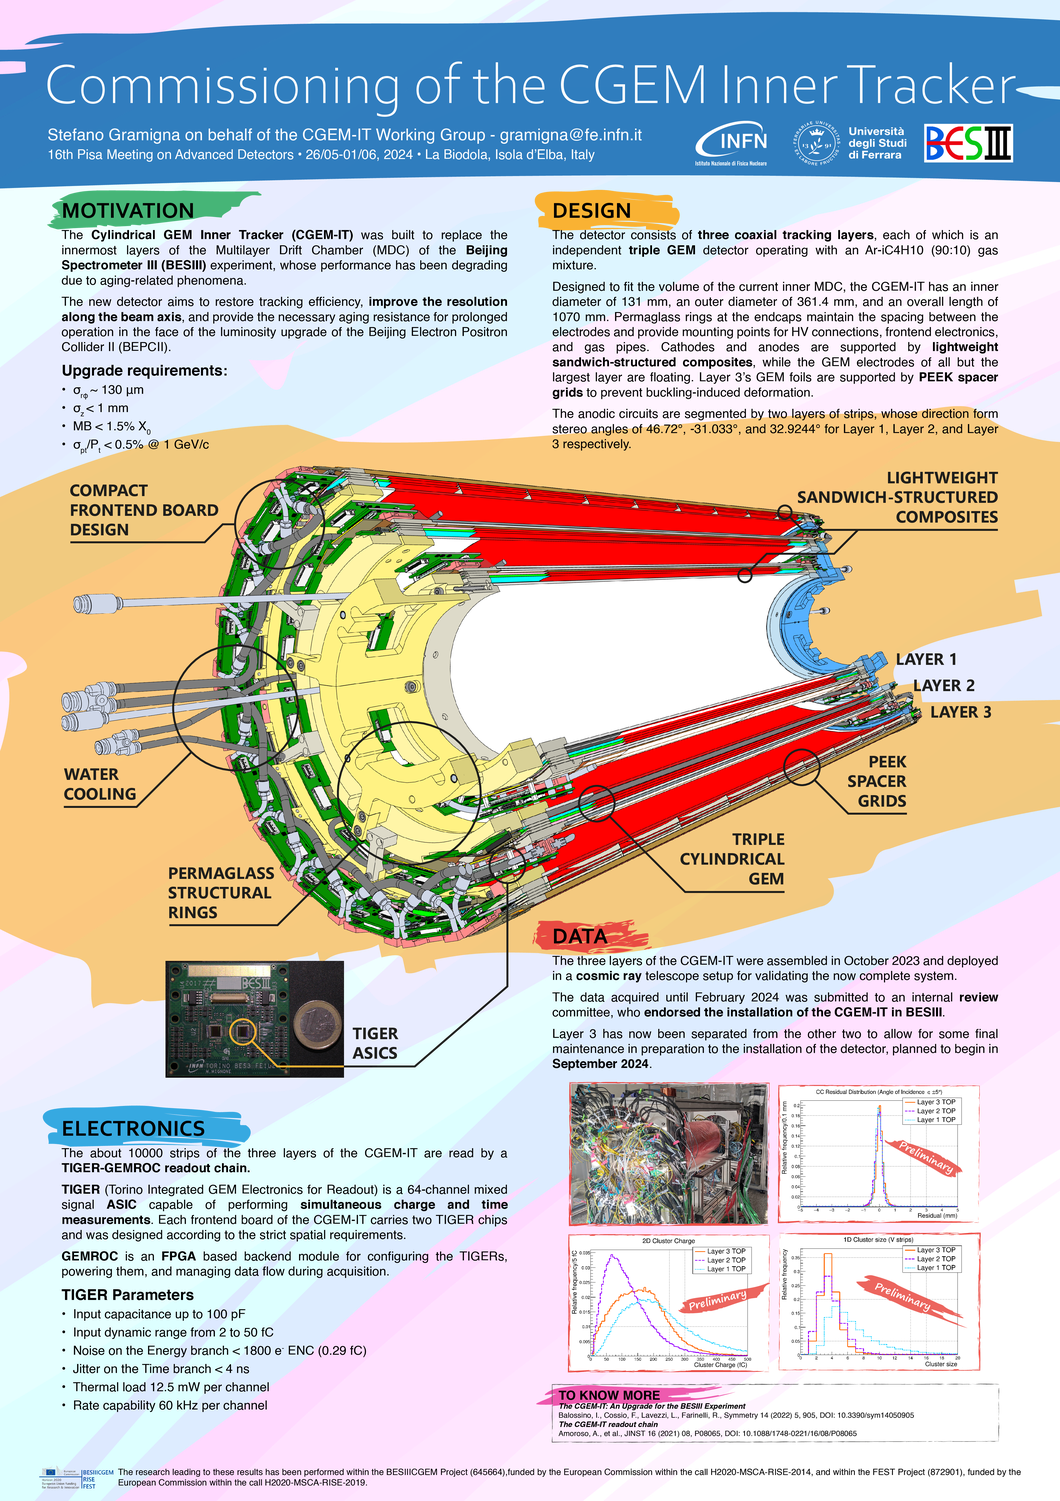 Commissioning of the CGEM Inner Tracker
Stefano Gramigna on behalf of the CGEM-IT Working Group - gramigna@fe.infn.it
16th Pisa Meeting on Advanced Detectors • 26/05-01/06, 2024 • La Biodola, Isola d'Elba, Italy
INFN
Istituto Nazionale di Fisica Nucleare
Università
degli Studi
di Ferrara
BESIII
MOTIVATION
The Cylindrical GEM Inner Tracker (CGEM-IT) was built to replace the
innermost layers of the Multilayer Drift Chamber (MDC) of the Beijing
Spectrometer III (BESIII) experiment, whose performance has been degrading
due to aging-related phenomena.
The new detector aims to restore tracking efficiency, improve the resolution
along the beam axis, and provide the necessary aging resistance for prolonged
operation in the face of the luminosity upgrade of the Beijing Electron Positron
Collider II (BEPCII).
Upgrade requirements:
• σrφ ~ 130 μm
• σz < 1 mm
• MB < 1.5% X0
• σpt/Pt < 0.5% @ 1 GeV/c
DESIGN
The detector consists of three coaxial tracking layers, each of which is an
independent triple GEM detector operating with an Ar-iC4H10 (90:10) gas
mixture.
Designed to fit the volume of the current inner MDC, the CGEM-IT has an inner
diameter of 131 mm, an outer diameter of 361.4 mm, and an overall length of
1070 mm. Permaglass rings at the endcaps maintain the spacing between the
electrodes and provide mounting points for HV connections, frontend electronics,
and gas pipes. Cathodes and anodes are supported by lightweight
sandwich-structured composites, while the GEM electrodes of all but the
largest layer are floating. Layer 3's GEM foils are supported by PEEK spacer
grids to prevent buckling-induced deformation.
The anodic circuits are segmented by two layers of strips, whose direction form
stereo angles of 46.72°, -31.033°, and 32.9244° for Layer 1, Layer 2, and Layer
3 respectively.
COMPACT
FRONTEND BOARD
DESIGN
LIGHTWEIGHT
SANDWICH-STRUCTURED
COMPOSITES
LAYER 1
LAYER 2
LAYER 3
WATER
COOLING
PEEK
SPACER
GRIDS
TRIPLE
CYLINDRICAL
GEM
PERMAGLASS
STRUCTURAL
RINGS
TIGER
ASICS
BESIII
INFN TORINO
DATA
The three layers of the CGEM-IT were assembled in October 2023 and deployed
in a cosmic ray telescope setup for validating the now complete system.
The data acquired until February 2024 was submitted to an internal review
committee, who endorsed the installation of the CGEM-IT in BESIII.
Layer 3 has now been separated from the other two to allow for some final
maintenance in preparation to the installation of the detector, planned to begin in
September 2024.
CC Residual Distribution (Angle of Incidence < ±5°)
Relative frequency/0.1 mm
Layer 3 TOP
Layer 2 TOP
Layer 1 TOP
Preliminary
Residual (mm)
2D Cluster Charge
Relative frequency/5 fC
Layer 3 TOP
Layer 2 TOP
Layer 1 TOP
Preliminary
0 50 100 150 200 250 300 350 400 450 500
Cluster Charge (fC)
1D Cluster size (V strips)
Relative frequency
Layer 3 TOP
Layer 2 TOP
Layer 1 TOP
Preliminary
0 2 4 6 8 10 12 14 16 18 20
Cluster size
ELECTRONICS
The about 10000 strips of the three layers of the CGEM-IT are read by a
TIGER-GEMROC readout chain.
TIGER (Torino Integrated GEM Electronics for Readout) is a 64-channel mixed
signal ASIC capable of performing simultaneous charge and time
measurements. Each frontend board of the CGEM-IT carries two TIGER chips
and was designed according to the strict spatial requirements.
GEMROC is an FPGA based backend module for configuring the TIGERs,
powering them, and managing data flow during acquisition.
TIGER Parameters
• Input capacitance up to 100 pF
• Input dynamic range from 2 to 50 fC
• Noise on the Energy branch < 1800 e- ENC (0.29 fC)
• Jitter on the Time branch < 4 ns
• Thermal load 12.5 mW per channel
• Rate capability 60 kHz per channel
TO KNOW MORE
The CGEM-IT: An Upgrade for the BESIII Experiment
Balossino, I., Cossio, F., Lavezzi, L., Farinelli, R., Symmetry 14 (2022) 5, 905, DOI: 10.3390/sym14050905
The CGEM-IT readout chain
Amoroso, A., et al., JINST 16 (2021) 08, P08065, DOI: 10.1088/1748-0221/16/08/P08065
BESIIICGEM
RISE
FEST
The research leading to these results has been performed within the BESIIICGEM Project (645664),funded by the European Commission within the call H2020-MSCA-RISE-2014, and within the FEST Project (872901), funded by the
European Commission within the call H2020-MSCA-RISE-2019.